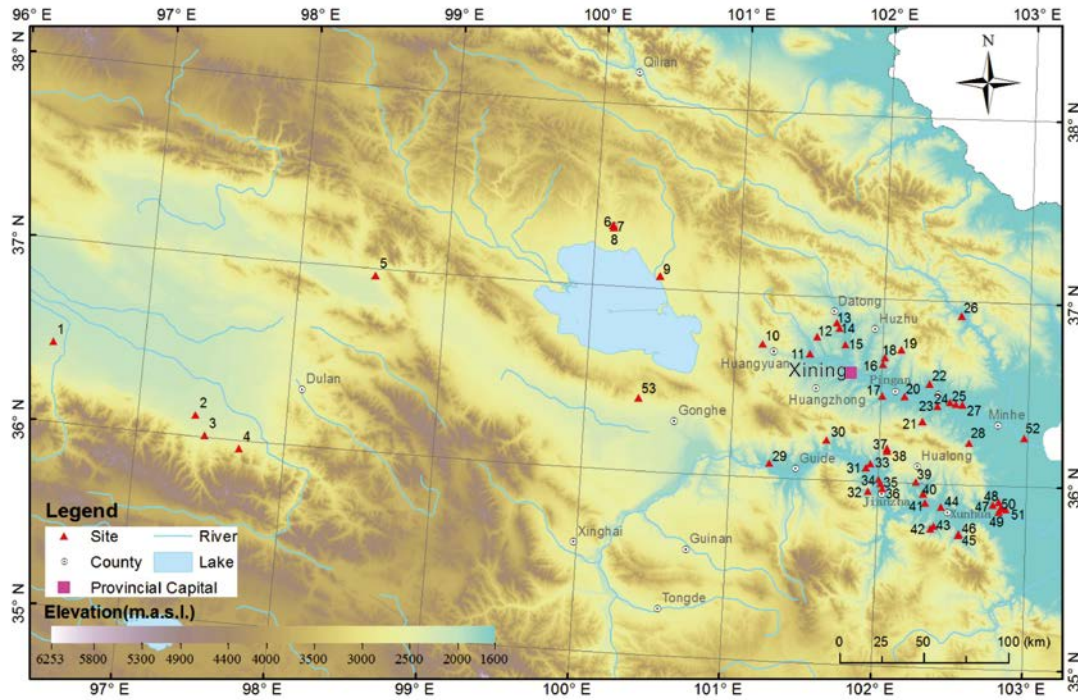 96° E 97° E 98° E 99° E 100° E 101° E 102° E 103° E
38° N
Qilian
N
38° N
37° N
6 7
8
5
9
37° N
Datong
26
1
13
Huzhu
12 14
10
15
18 19
11
16
Huangyuan
Xining
Dulan
Pingan
22
Huangzhong
17
20
24 25
53
23
27
2
Gonghe
21
Minhe
36° N
3
4
30
28
52
37
38
Hualong
29
Guide
31 33
39
34 35
36° N
32 36
40
48
Jianzha
41 44
47 50
Xunhua
51
49
42 43
46
45
Xinghai
Guinan
Tongde
35° N
35° N
Legend
Site River
County Lake
Provincial Capital
Elevation(m.a.s.l.)
6253 5800 5300 4900 4400 4000 3500 3000 2500 2000 1600
0 25 50 100 (km)
97° E 98° E 99° E 100° E 101° E 102° E